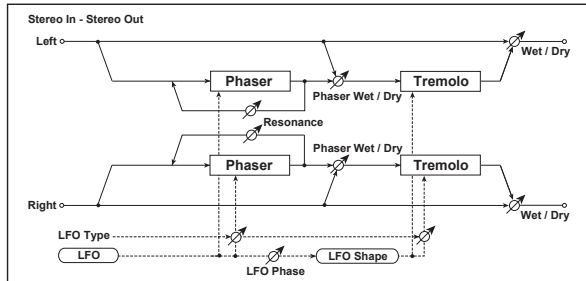 Stereo In - Stereo Out
Left
Wet / Dry
Phaser
Tremolo
Phaser Wet / Dry
Resonance
Phaser Wet / Dry
Phaser
Tremolo
Right
Wet / Dry
LFO Type
LFO
LFO Shape
LFO Phase